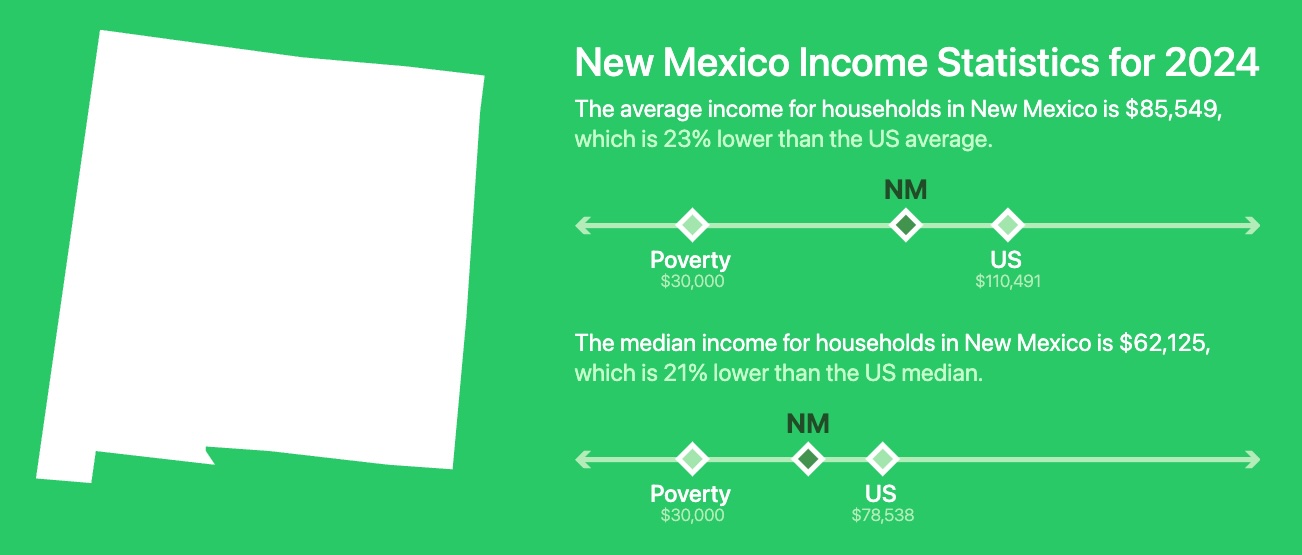 New Mexico Income Statistics for 2024
The average income for households in New Mexico is $85,549,
which is 23% lower than the US average.
NM
Poverty
$30,000
US
$110,491
The median income for households in New Mexico is $62,125,
which is 21% lower than the US median.
NM
Poverty
$30,000
US
$78,538